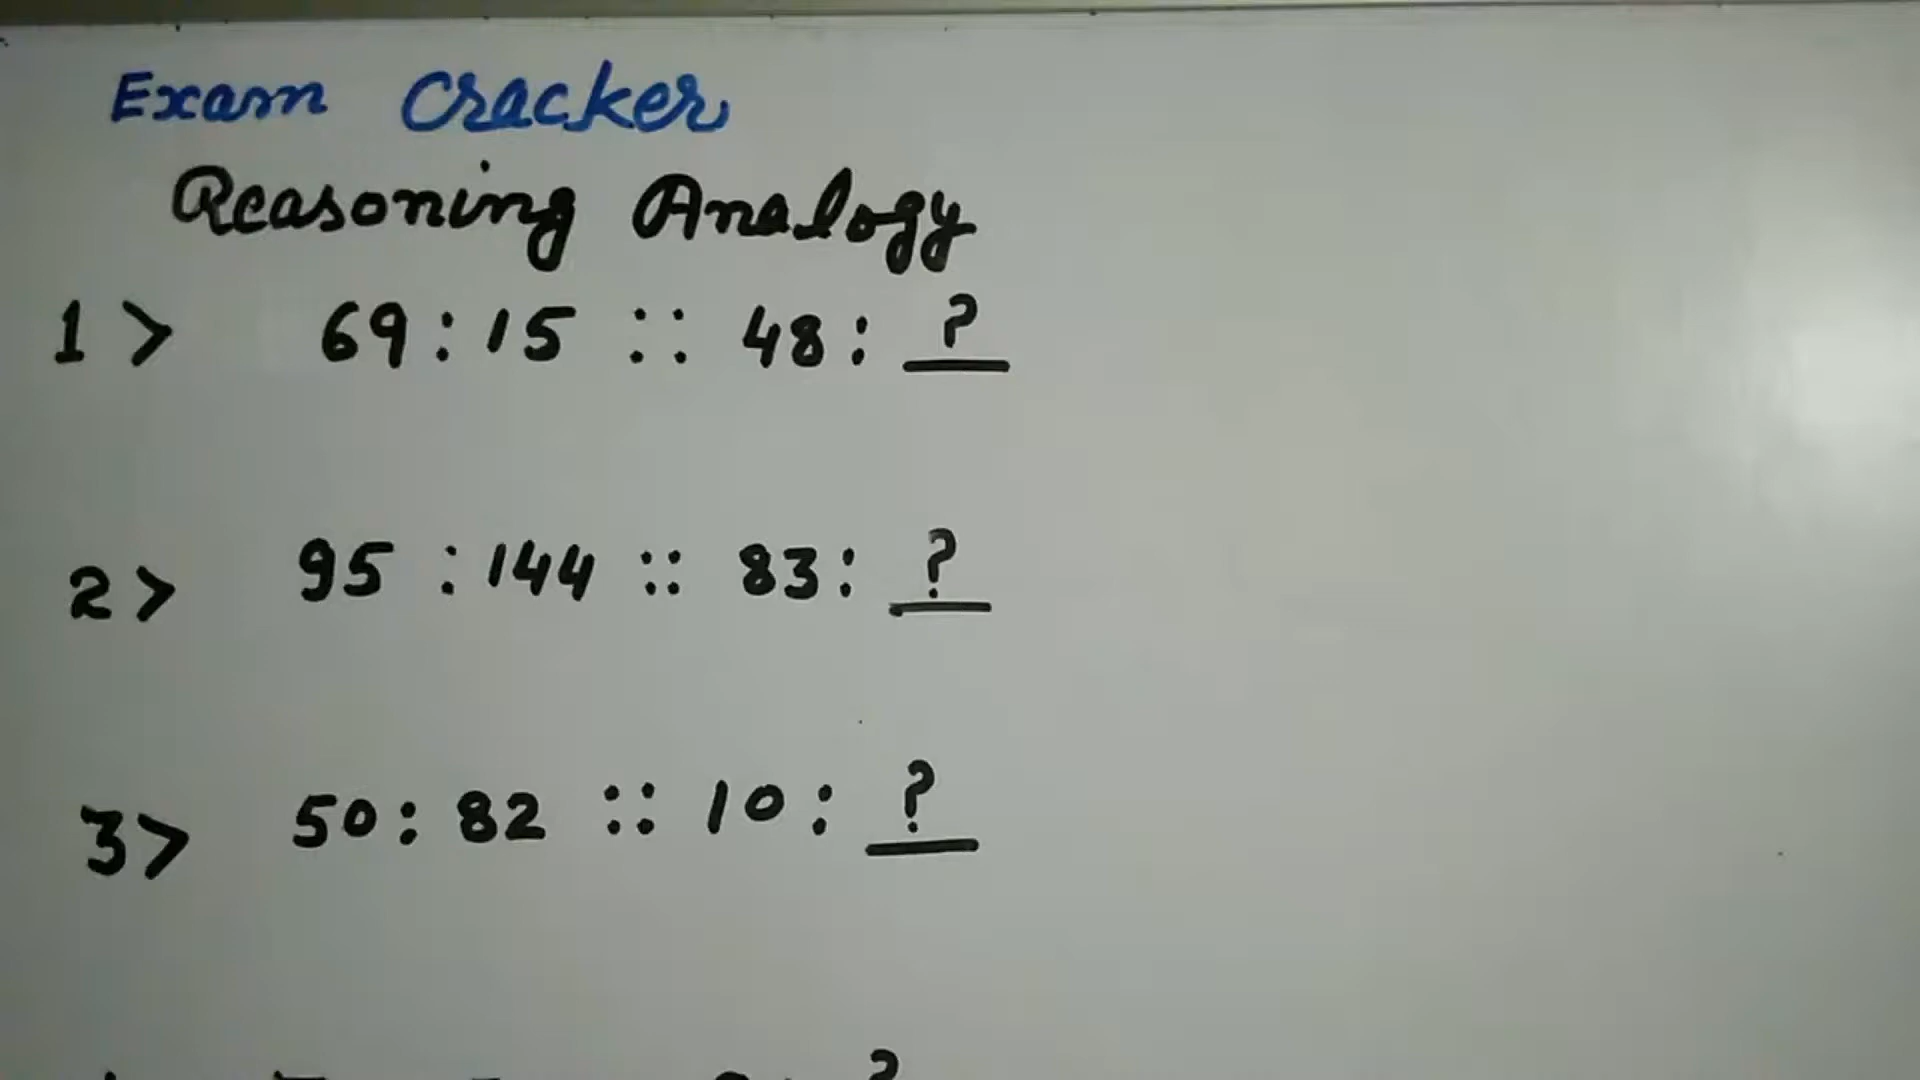 Exam Cracker
Reasoning Analogy
1> 69 : 15 :: 48 : ?
2> 95 : 144 :: 83 : ?
3> 50 : 82 :: 10 : ?
?